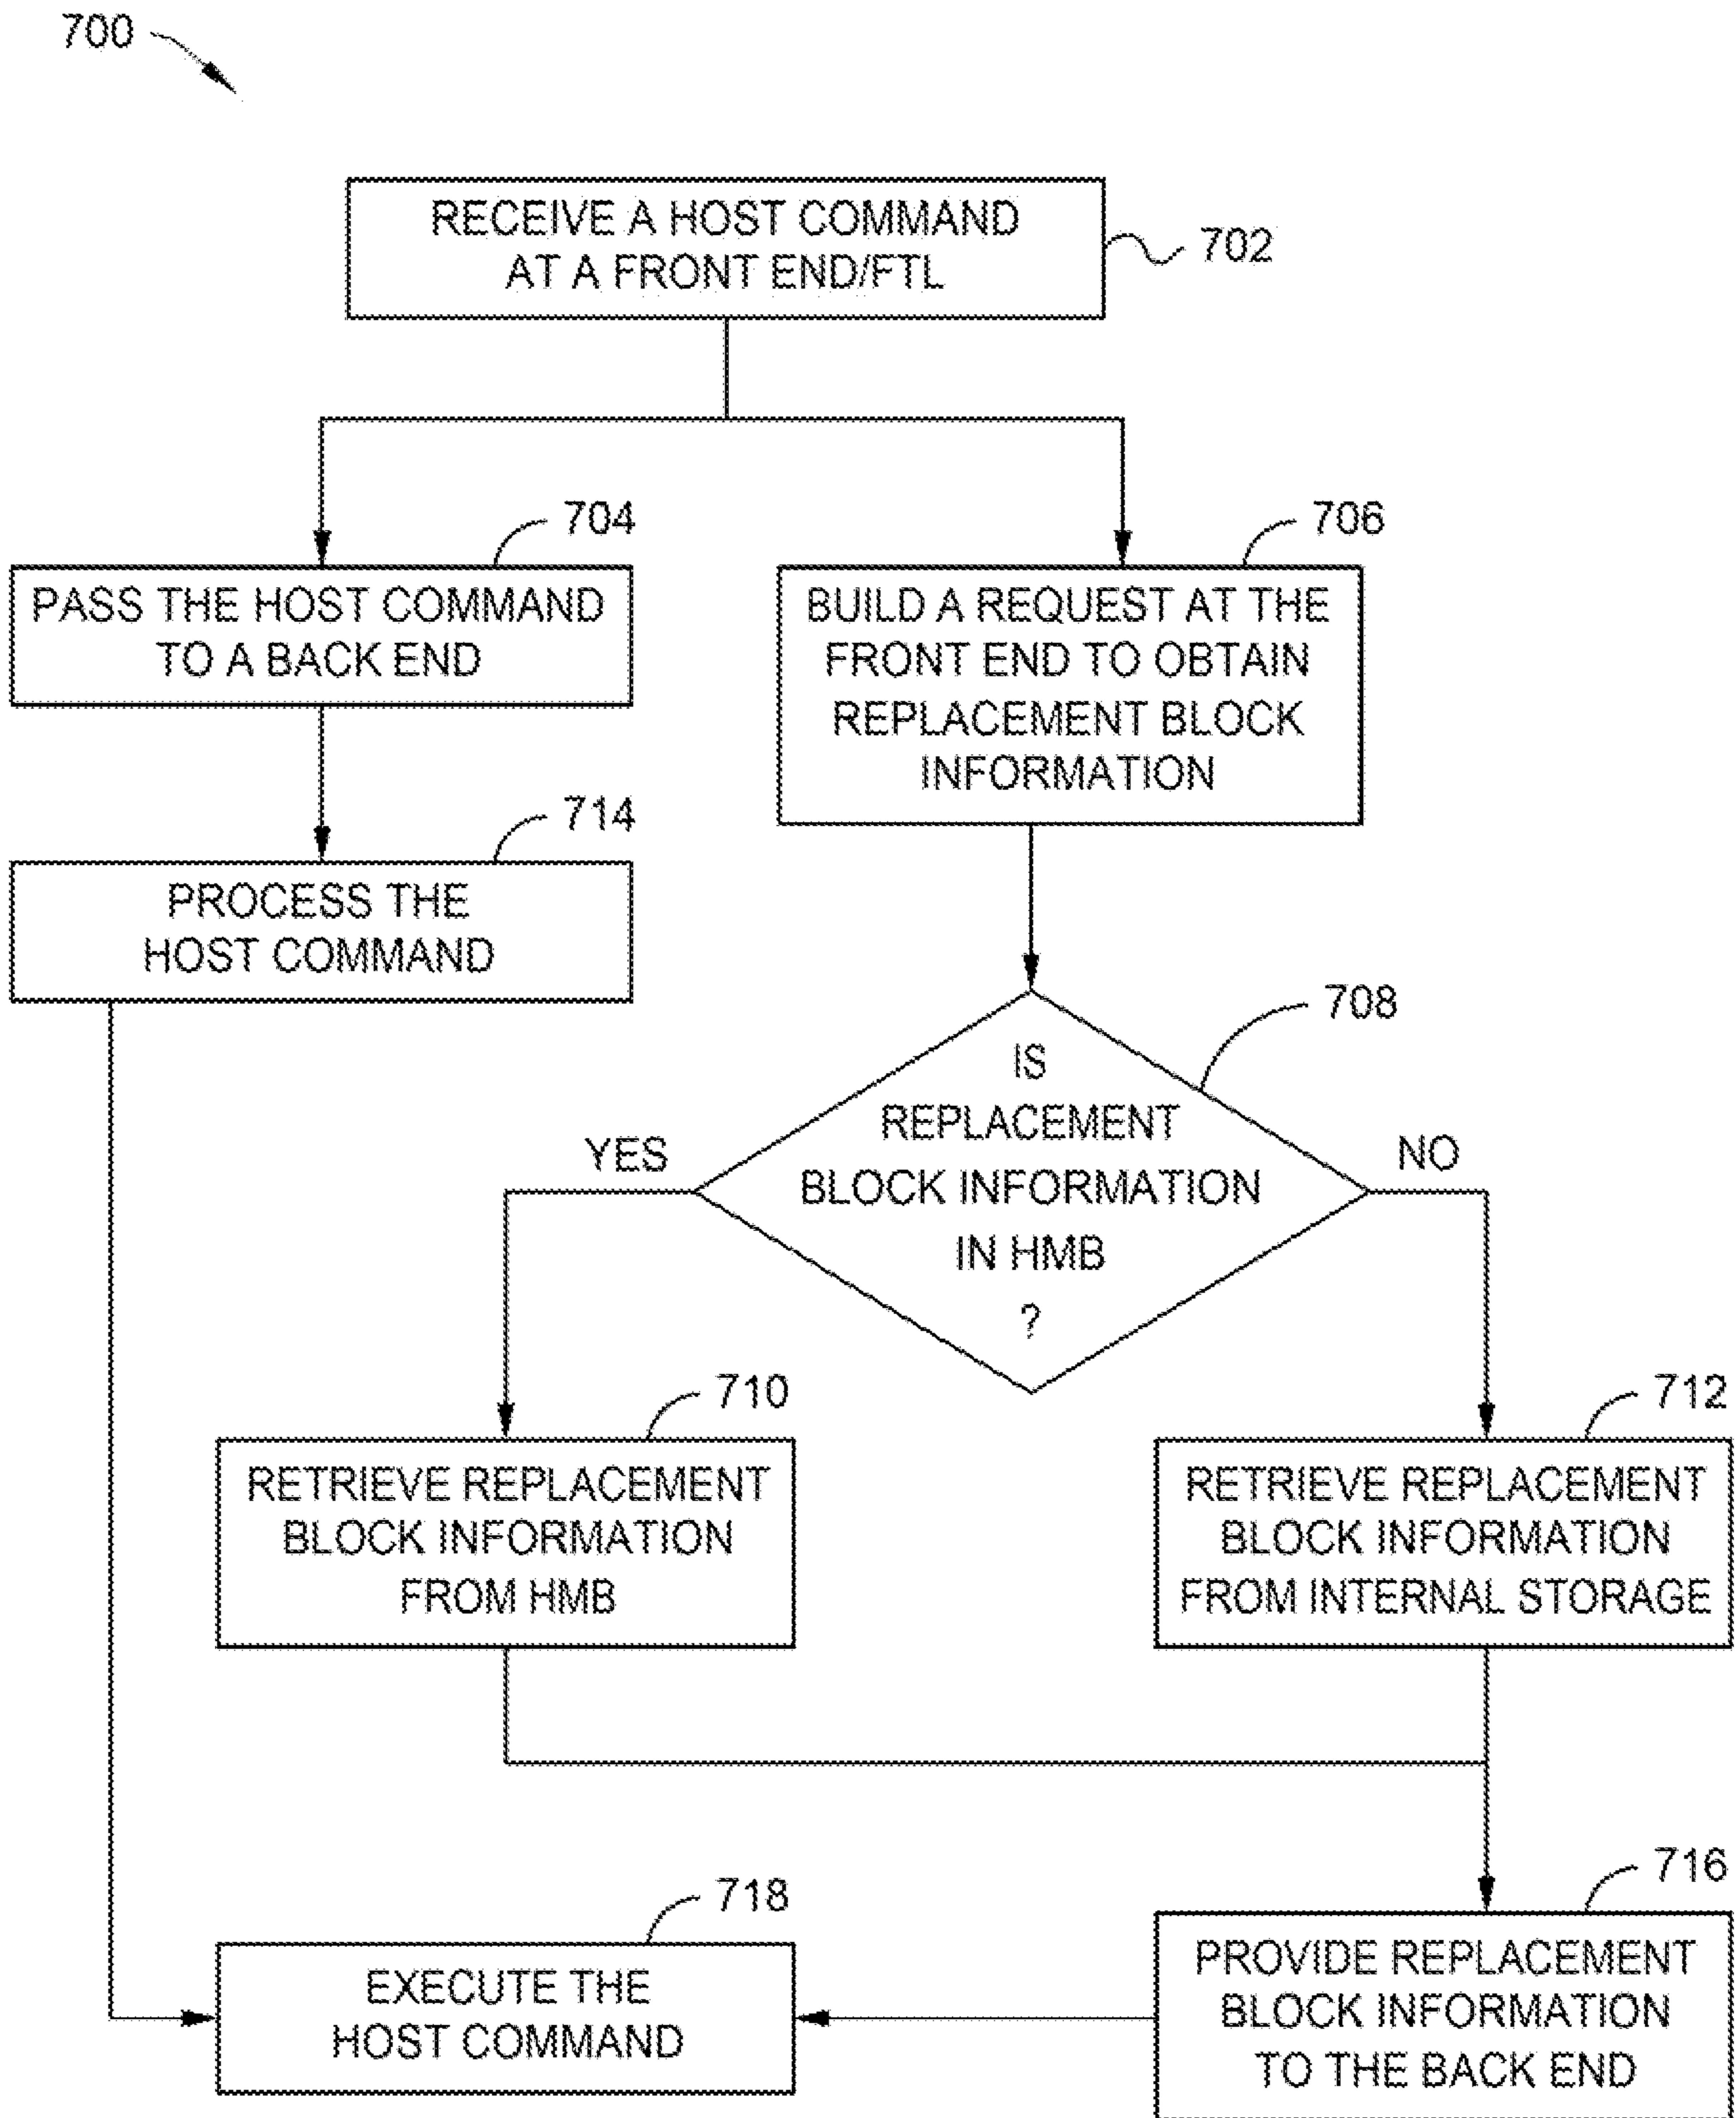 700
RECEIVE A HOST COMMAND
AT A FRONT END/FTL
702
704
PASS THE HOST COMMAND
TO A BACK END
706
BUILD A REQUEST AT THE
FRONT END TO OBTAIN
REPLACEMENT BLOCK
INFORMATION
714
PROCESS THE
HOST COMMAND
708
IS
REPLACEMENT
BLOCK INFORMATION
IN HMB
?
YES
NO
710
RETRIEVE REPLACEMENT
BLOCK INFORMATION
FROM HMB
712
RETRIEVE REPLACEMENT
BLOCK INFORMATION
FROM INTERNAL STORAGE
718
EXECUTE THE
HOST COMMAND
716
PROVIDE REPLACEMENT
BLOCK INFORMATION
TO THE BACK END